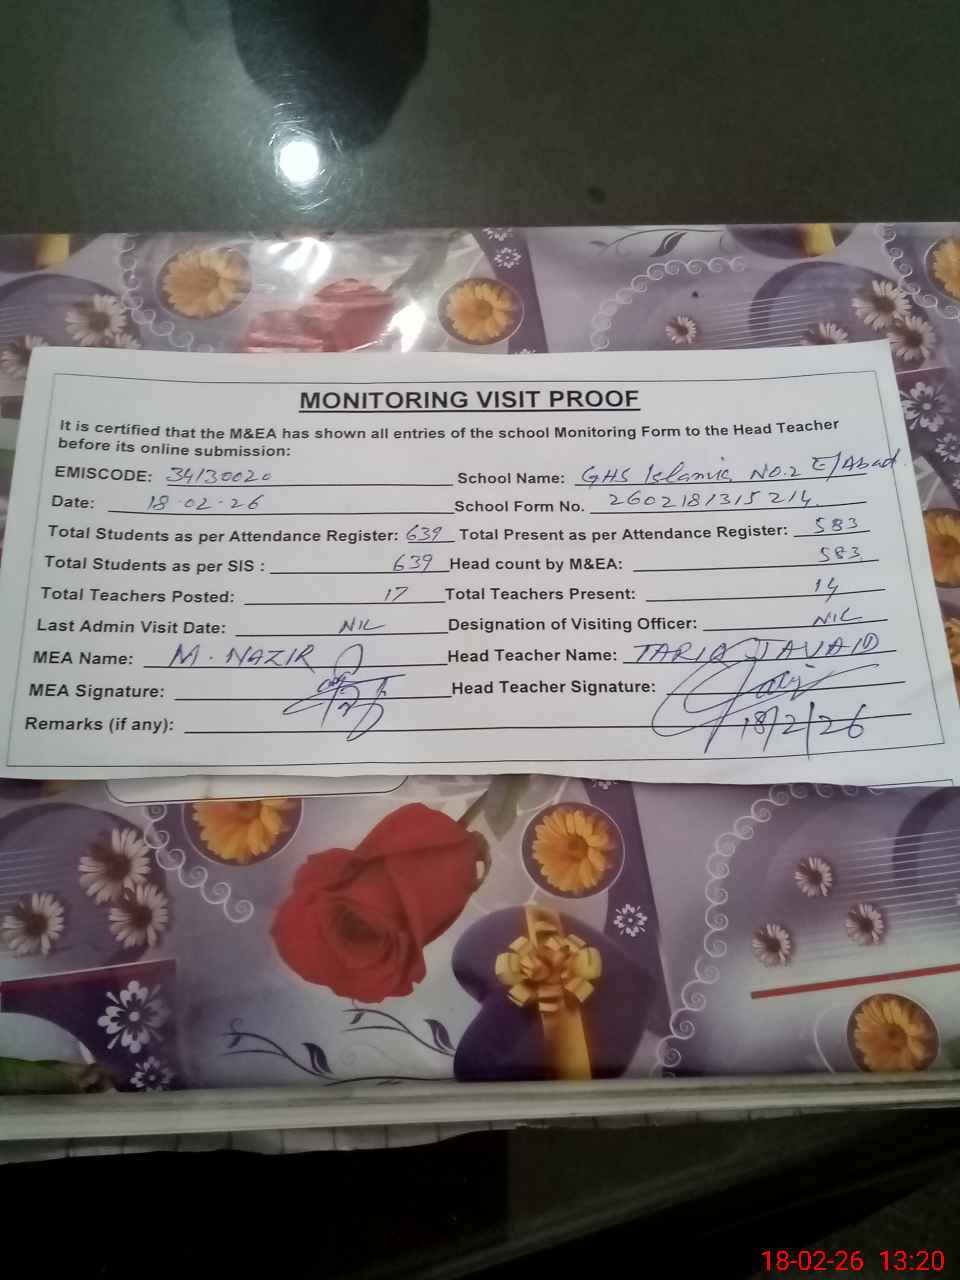 MONITORING VISIT PROOF
It is certified that the M&EA has shown all entries of the school Monitoring Form to the Head Teacher
before its online submission:
EMISCODE: 34130020 School Name: GHS Islamic No.2 E/Abad.
Date: 18-02-26 School Form No. 260218131521 4
Total Students as per Attendance Register: 639 Total Present as per Attendance Register: 583
Total Students as per SIS : 639 Head count by M&EA: 583
Total Teachers Posted: 17 Total Teachers Present: 14
Last Admin Visit Date: NIL Designation of Visiting Officer: NIL
MEA Name: M. NAZIR Head Teacher Name: TARIQ JAVAID
MEA Signature: Head Teacher Signature:
Remarks (if any): 18/2/26
18-02-26 13:20